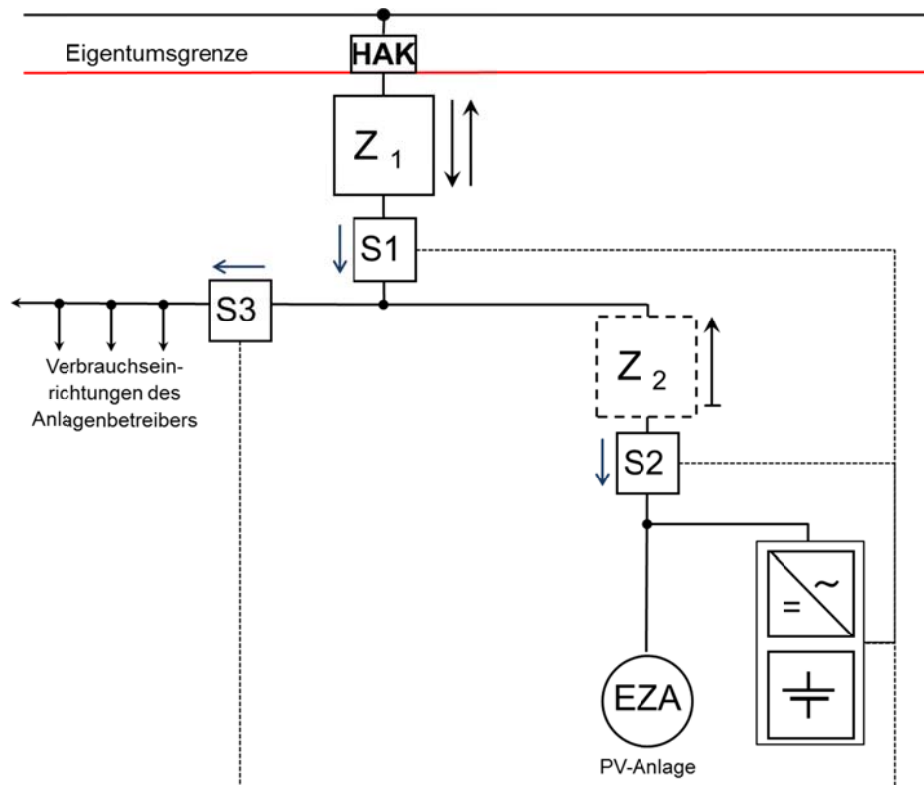 Eigentumsgrenze
HAK
Z 1
S1
S3
Verbrauchsein-
richtungen des
Anlagenbetreibers
Z 2
S2
~
=
EZA
PV-Anlage